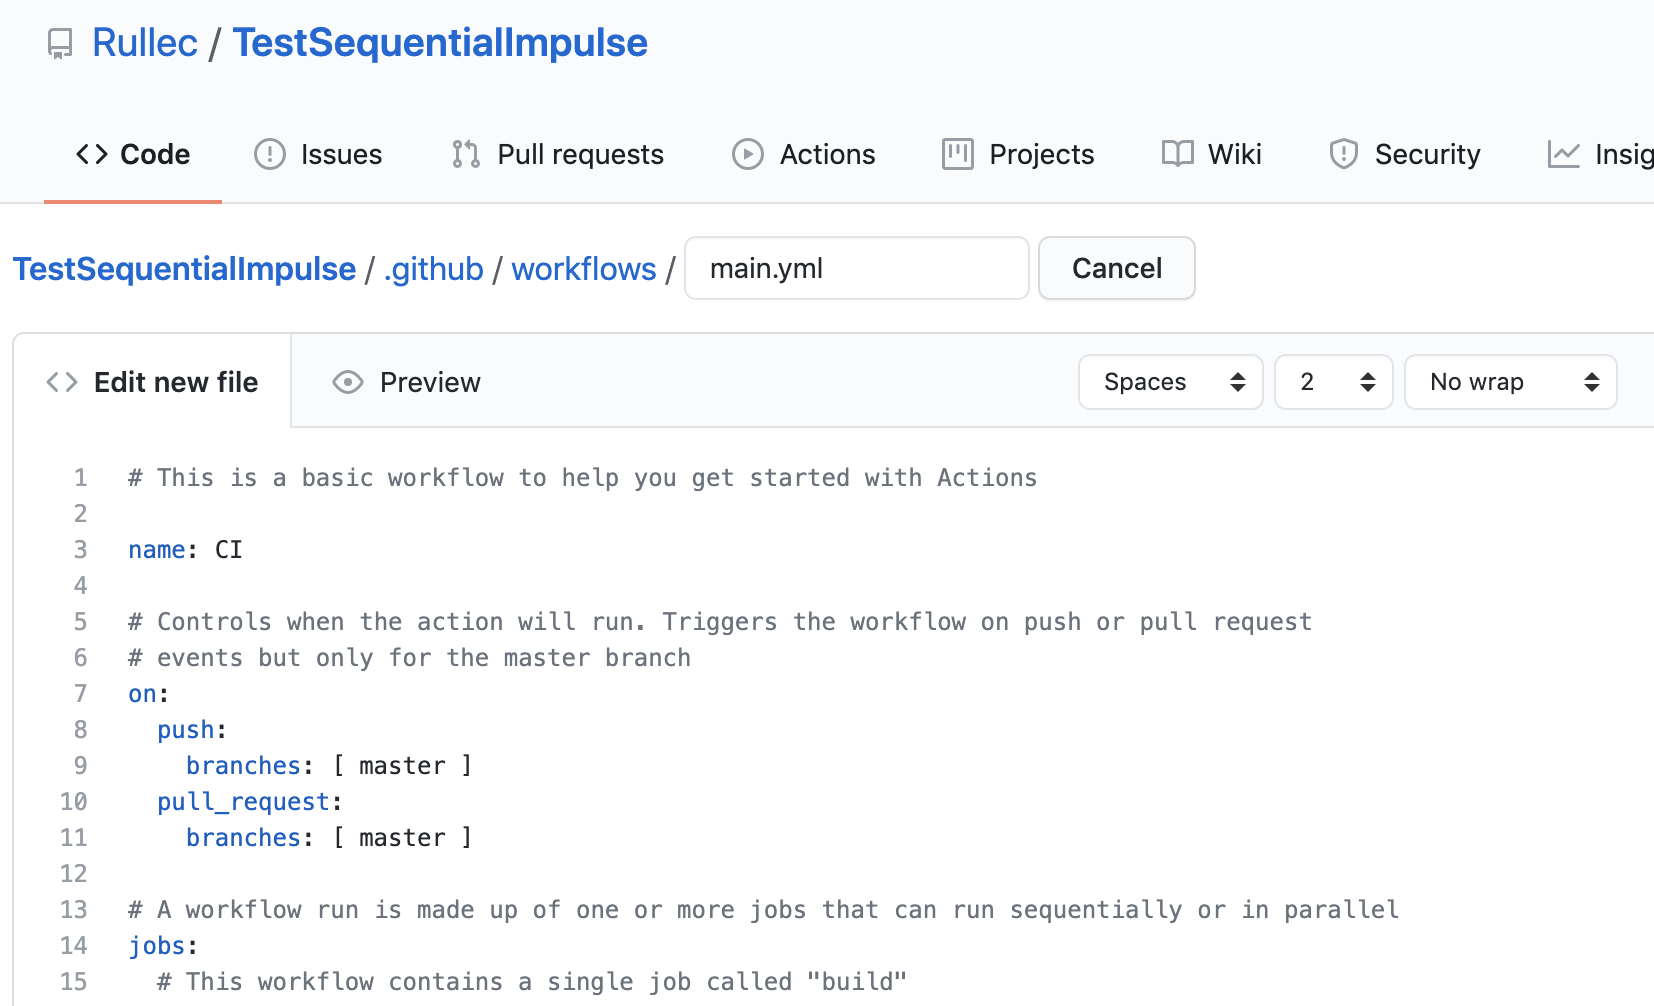 Rullec / TestSequentialImpulse
Code Issues Pull requests Actions Projects Wiki Security Insig
TestSequentialImpulse / .github / workflows / main.yml Cancel
Edit new file Preview Spaces 2 No wrap
1 # This is a basic workflow to help you get started with Actions
2
3 name: CI
4
5 # Controls when the action will run. Triggers the workflow on push or pull request
6 # events but only for the master branch
7 on:
8   push:
9     branches: [ master ]
10   pull_request:
11     branches: [ master ]
12
13 # A workflow run is made up of one or more jobs that can run sequentially or in parallel
14 jobs:
15   # This workflow contains a single job called "build"